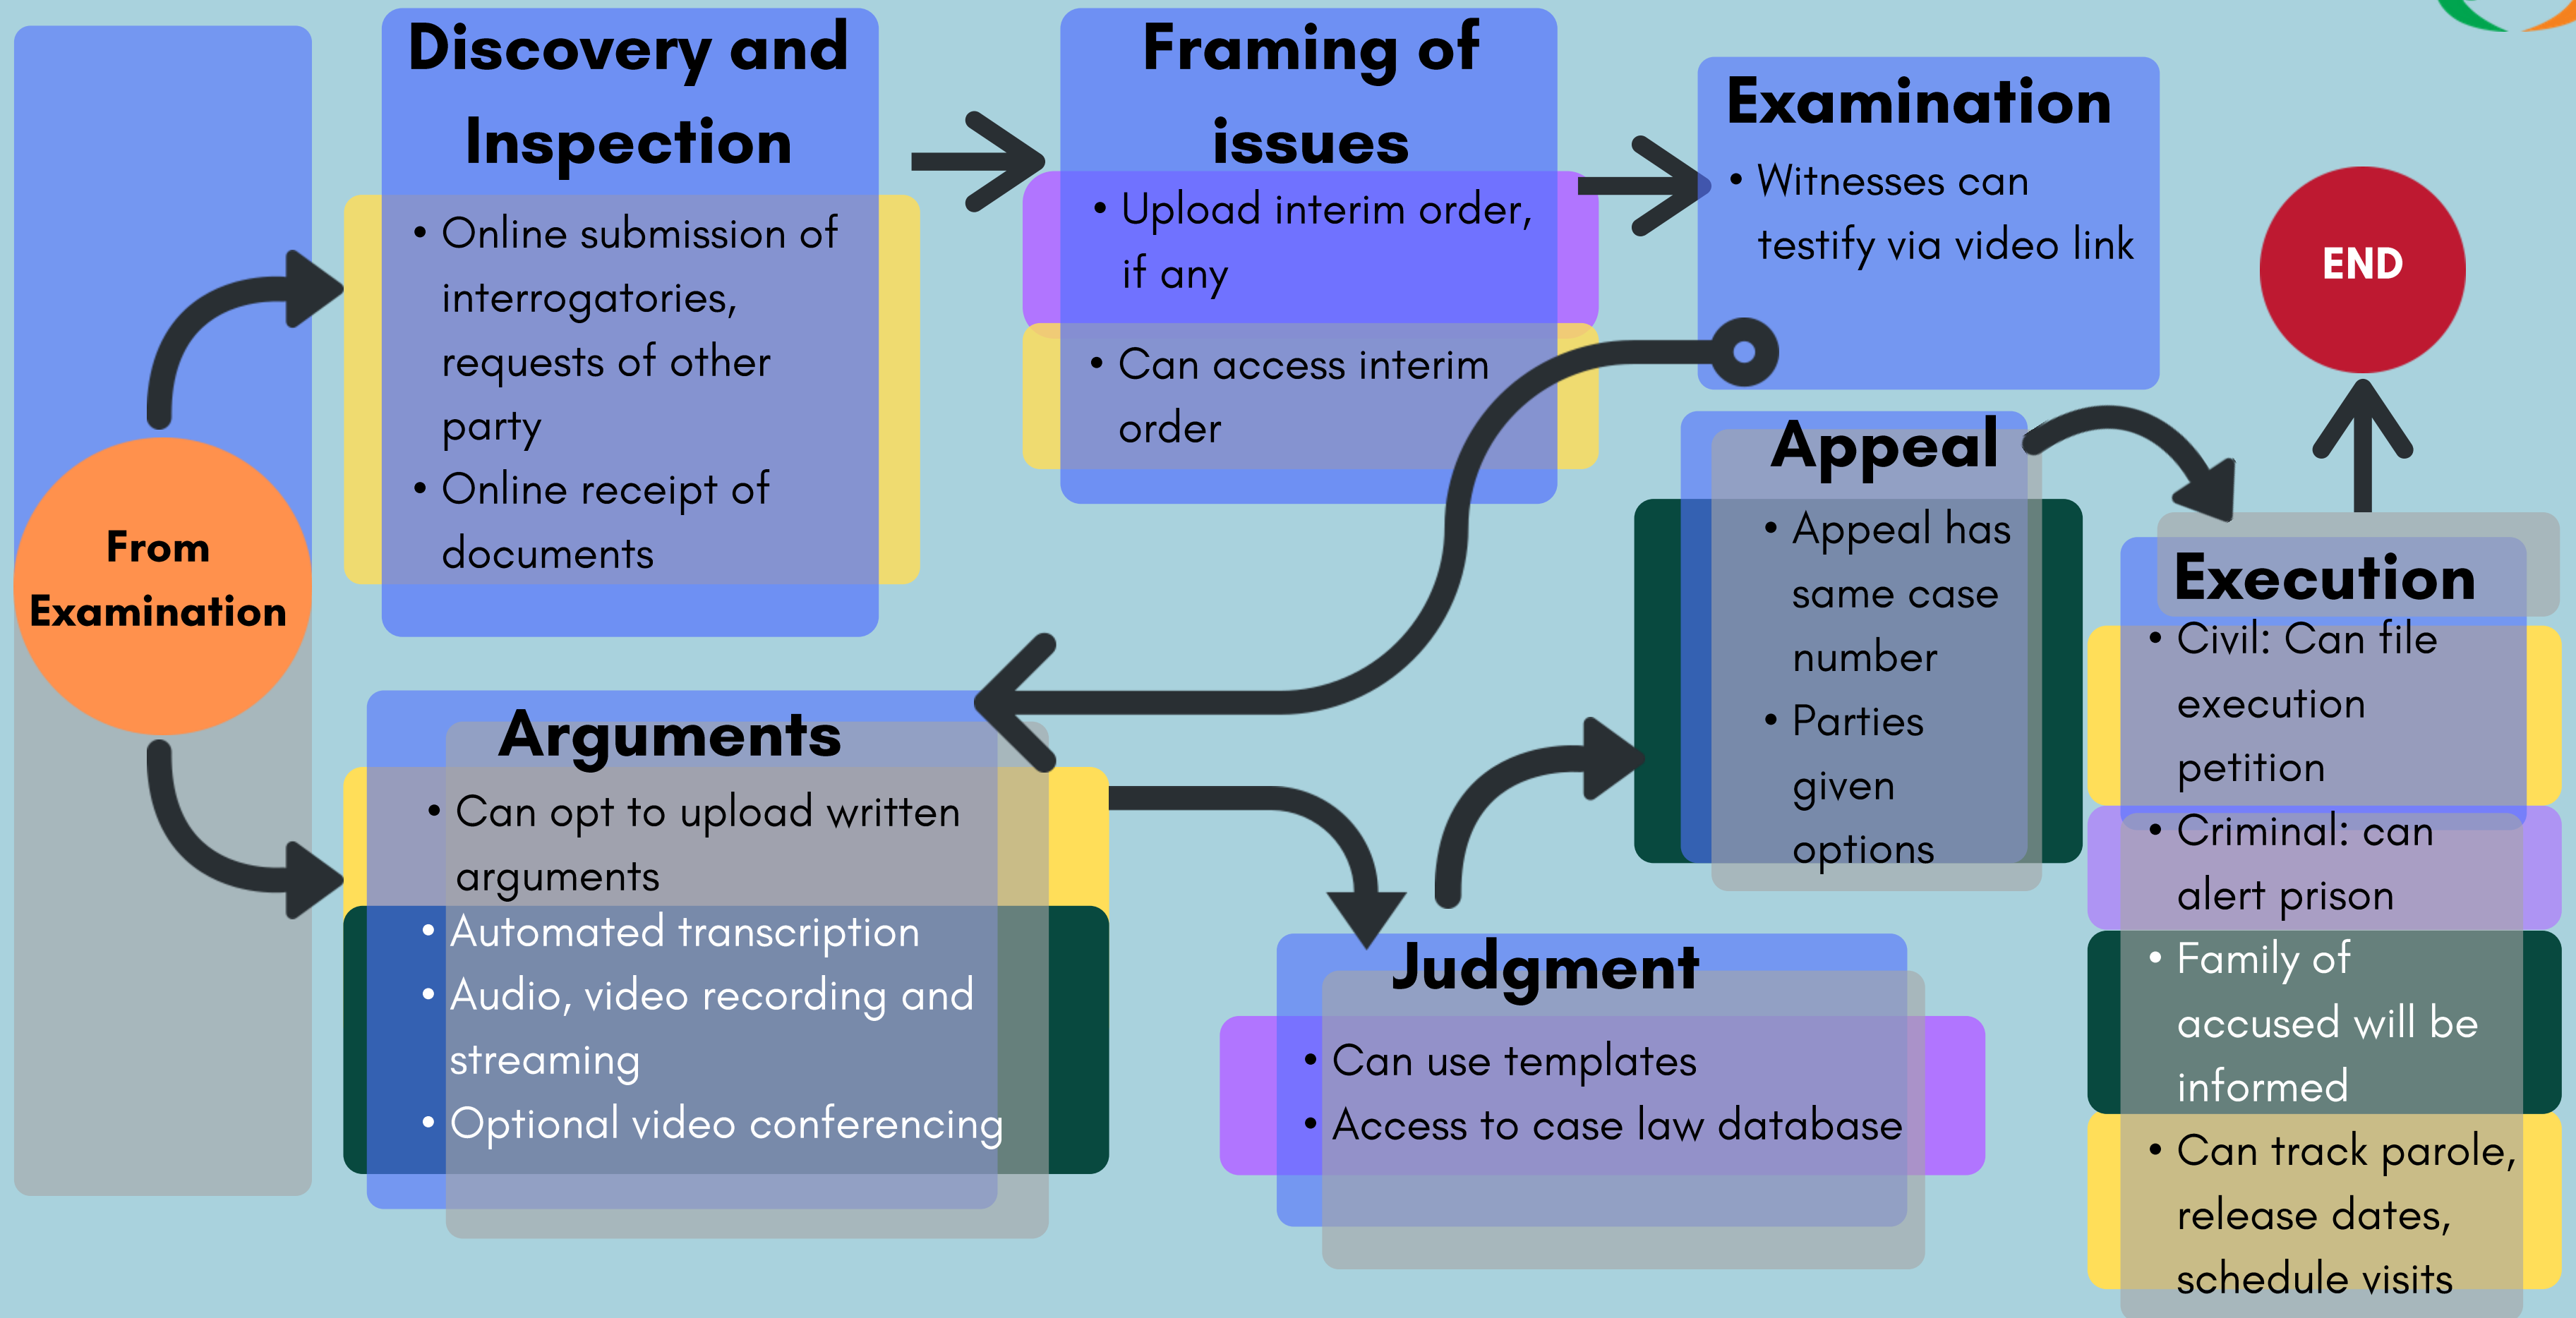 From
Examination
Discovery and
Inspection
• Online submission of
interrogatories,
requests of other
party
• Online receipt of
documents
Framing of
issues
• Upload interim order,
if any
• Can access interim
order
Examination
• Witnesses can
testify via video link
Arguments
• Can opt to upload written
arguments
• Automated transcription
• Audio, video recording and
streaming
• Optional video conferencing
Judgment
• Can use templates
• Access to case law database
Appeal
• Appeal has
same case
number
• Parties
given
options
Execution
• Civil: Can file
execution
petition
• Criminal: can
alert prison
• Family of
accused will be
informed
• Can track parole,
release dates,
schedule visits
END